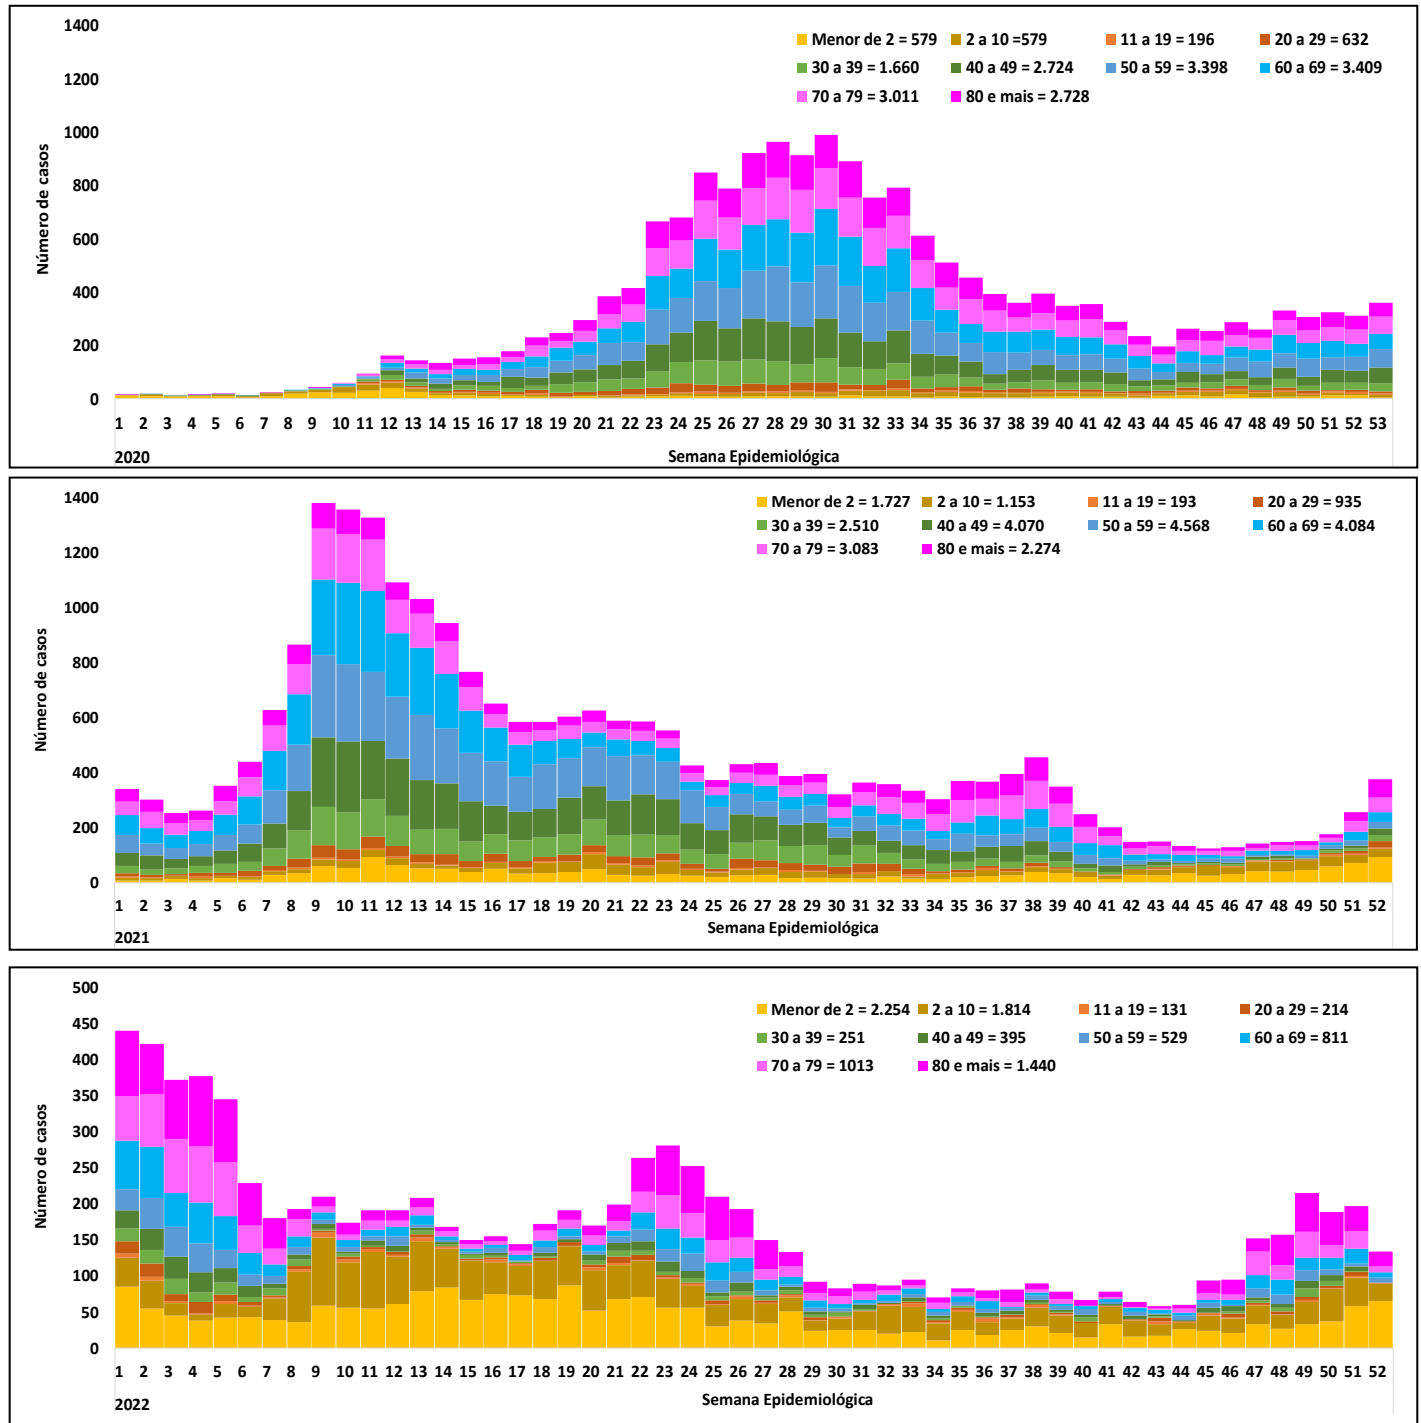 Número de casos
1400
1200
1000
800
600
400
200
0
Menor de 2 = 579 2 a 10 =579 11 a 19 = 196 20 a 29 = 632
30 a 39 = 1.660 40 a 49 = 2.724 50 a 59 = 3.398 60 a 69 = 3.409
70 a 79 = 3.011 80 e mais = 2.728
1 2 3 4 5 6 7 8 9 10 11 12 13 14 15 16 17 18 19 20 21 22 23 24 25 26 27 28 29 30 31 32 33 34 35 36 37 38 39 40 41 42 43 44 45 46 47 48 49 50 51 52 53
2020
Semana Epidemiológica
Número de casos
1400
1200
1000
800
600
400
200
0
Menor de 2 = 1.727 2 a 10 = 1.153 11 a 19 = 193 20 a 29 = 935
30 a 39 = 2.510 40 a 49 = 4.070 50 a 59 = 4.568 60 a 69 = 4.084
70 a 79 = 3.083 80 e mais = 2.274
1 2 3 4 5 6 7 8 9 10 11 12 13 14 15 16 17 18 19 20 21 22 23 24 25 26 27 28 29 30 31 32 33 34 35 36 37 38 39 40 41 42 43 44 45 46 47 48 49 50 51 52
2021
Semana Epidemiológica
Número de casos
500
450
400
350
300
250
200
150
100
50
0
Menor de 2 = 2.254 2 a 10 = 1.814 11 a 19 = 131 20 a 29 = 214
30 a 39 = 251 40 a 49 = 395 50 a 59 = 529 60 a 69 = 811
70 a 79 = 1013 80 e mais = 1.440
1 2 3 4 5 6 7 8 9 10 11 12 13 14 15 16 17 18 19 20 21 22 23 24 25 26 27 28 29 30 31 32 33 34 35 36 37 38 39 40 41 42 43 44 45 46 47 48 49 50 51 52
2022
Semana Epidemiológica